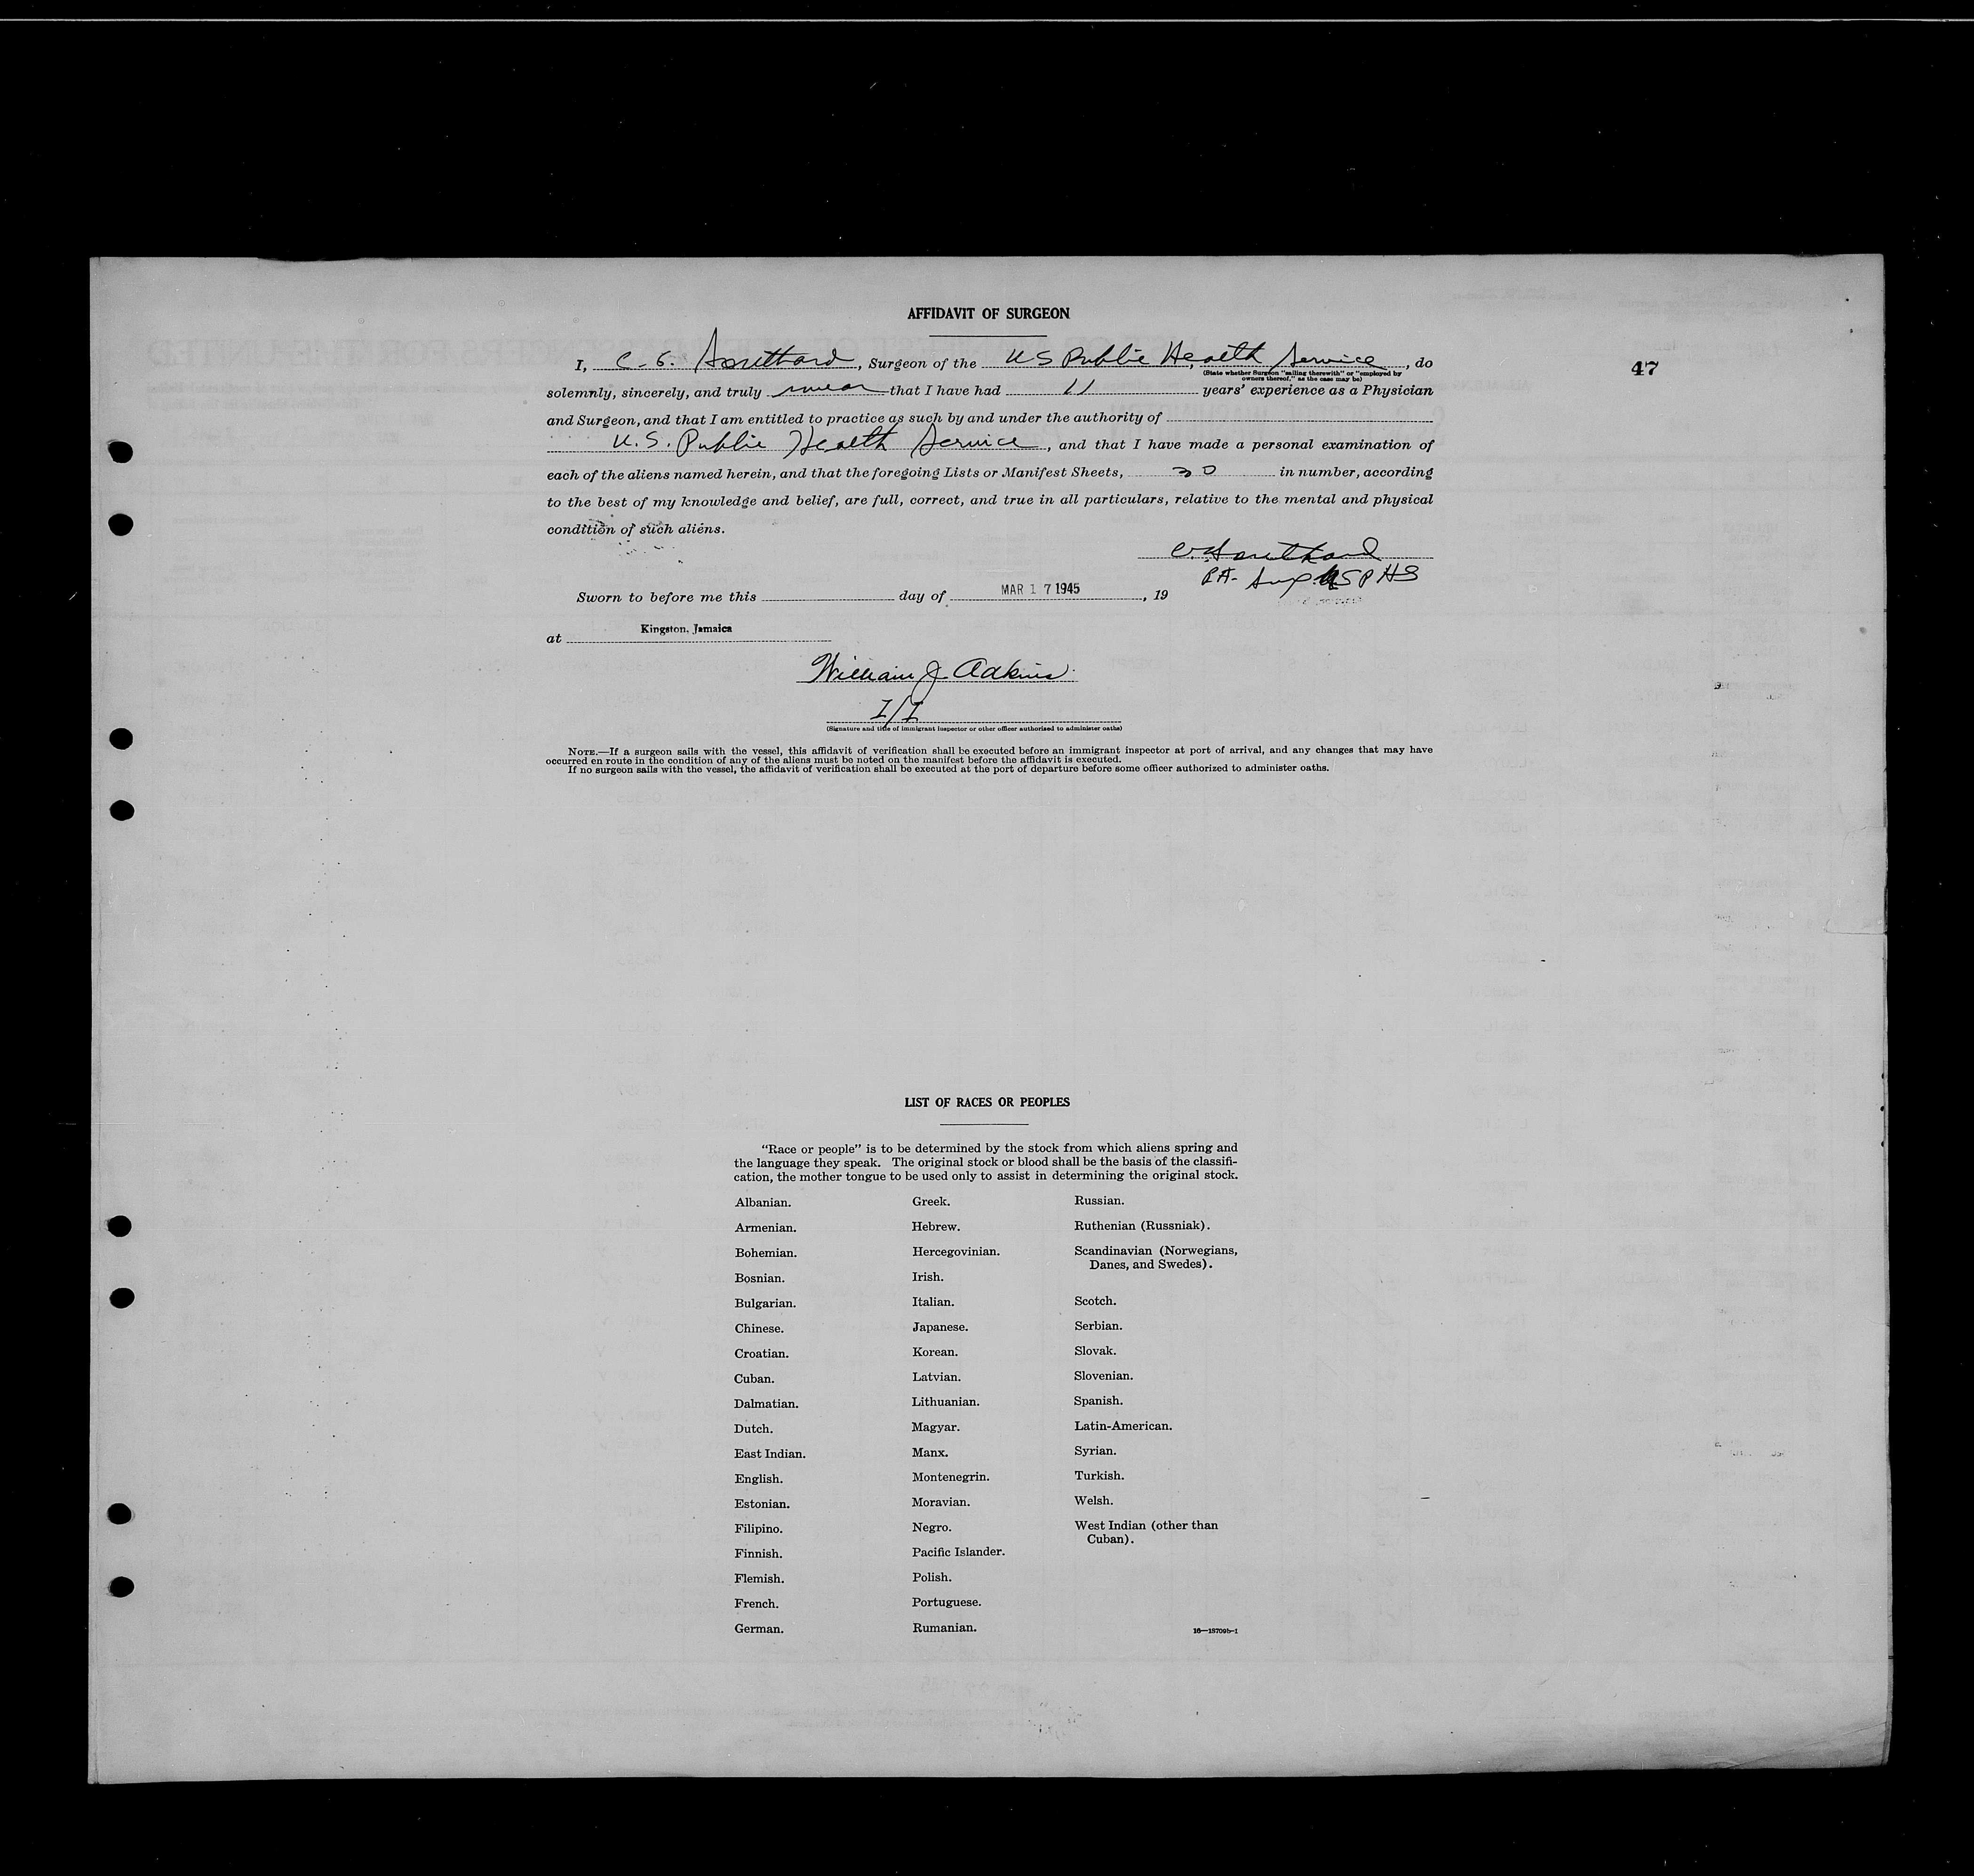 AFFIDAVIT OF SURGEON
I, C. G. Southard, Surgeon of the U S Public Health Service, do
(State whether Surgeon "sailing therewith" or "employed by
owners thereof," as the case may be)
47
solemnly, sincerely, and truly swear that I have had 11 years' experience as a Physician
and Surgeon, and that I am entitled to practice as such by and under the authority of
U. S. Public Health Service, and that I have made a personal examination of
each of the aliens named herein, and that the foregoing Lists or Manifest Sheets, 30 in number, according
to the best of my knowledge and belief, are full, correct, and true in all particulars, relative to the mental and physical
condition of such aliens.
Southard
P.A. Surg. USPHS
Sworn to before me this day of MAR 17 1945, 19
at Kingston, Jamaica
William J. Adkins
I/I
(Signature and title of immigrant inspector or other officer authorized to administer oaths)
NOTE.—If a surgeon sails with the vessel, this affidavit of verification shall be executed before an immigrant inspector at port of arrival, and any changes that may have
occurred en route in the condition of any of the aliens must be noted on the manifest before the affidavit is executed.
If no surgeon sails with the vessel, the affidavit of verification shall be executed at the port of departure before some officer authorized to administer oaths.
LIST OF RACES OR PEOPLES
"Race or people" is to be determined by the stock from which aliens spring and
the language they speak. The original stock or blood shall be the basis of the classifi-
cation, the mother tongue to be used only to assist in determining the original stock.
Albanian.
Armenian.
Bohemian.
Bosnian.
Bulgarian.
Chinese.
Croatian.
Cuban.
Dalmatian.
Dutch.
East Indian.
English.
Estonian.
Filipino.
Finnish.
Flemish.
French.
German.
Greek.
Hebrew.
Hercegovinian.
Irish.
Italian.
Japanese.
Korean.
Latvian.
Lithuanian.
Magyar.
Manx.
Montenegrin.
Moravian.
Negro.
Pacific Islander.
Polish.
Portuguese.
Rumanian.
Russian.
Ruthenian (Russniak).
Scandinavian (Norwegians,
Danes, and Swedes).
Scotch.
Serbian.
Slovak.
Slovenian.
Spanish.
Latin-American.
Syrian.
Turkish.
Welsh.
West Indian (other than
Cuban).
16—18709b-1